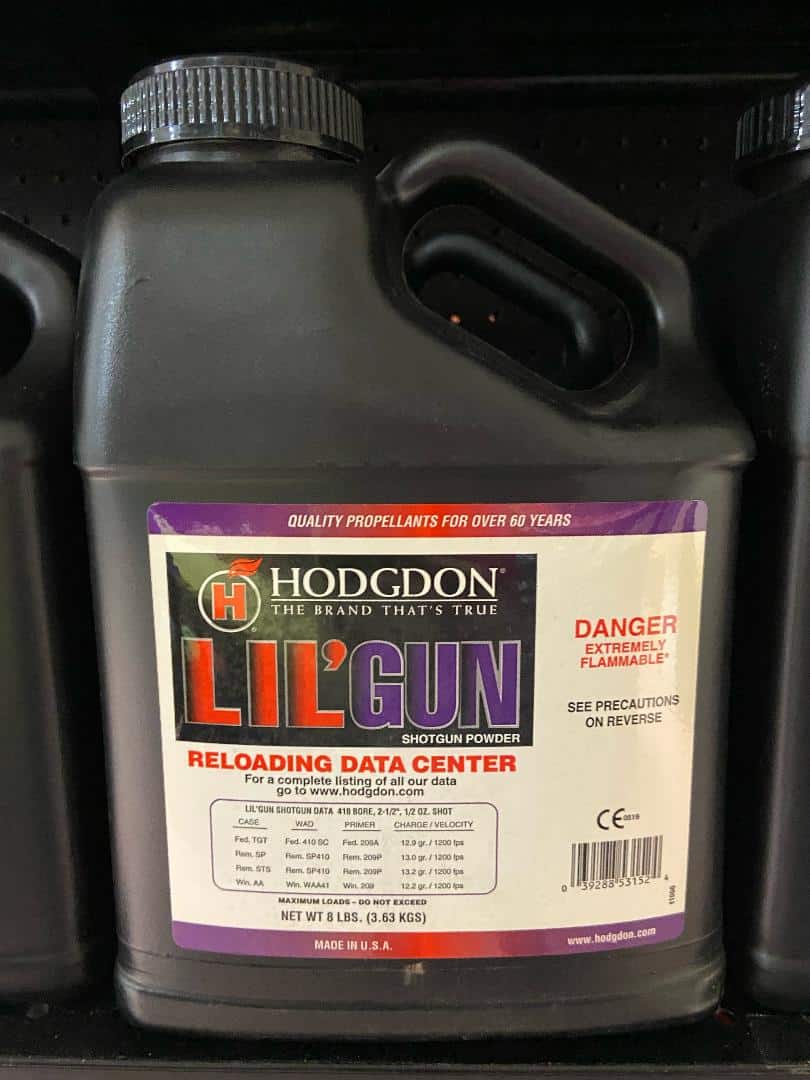 QUALITY PROPELLANTS FOR OVER 60 YEARS
H HODGDON®
THE BRAND THAT'S TRUE
LIL'GUN
SHOTGUN POWDER
DANGER
EXTREMELY
FLAMMABLE*
SEE PRECAUTIONS
ON REVERSE
RELOADING DATA CENTER
For a complete listing of all our data
go to www.hodgdon.com
LIL'GUN SHOTGUN DATA 410 BORE, 2-1/2", 1/2 OZ. SHOT
CASE WAD PRIMER CHARGE / VELOCITY
Fed. TGT Fed. 410 SC Fed. 209A 12.9 gr. / 1200 fps
Rem. SP Rem. SP410 Rem. 209P 13.0 gr. / 1200 fps
Rem. STS Rem. SP410 Rem. 209P 13.2 gr. / 1200 fps
Win. AA Win. WAA41 Win. 209 12.2 gr. / 1200 fps
MAXIMUM LOADS – DO NOT EXCEED
NET WT 8 LBS. (3.63 KGS)
CE
0 39288 53152 4
MADE IN U.S.A.
www.hodgdon.com